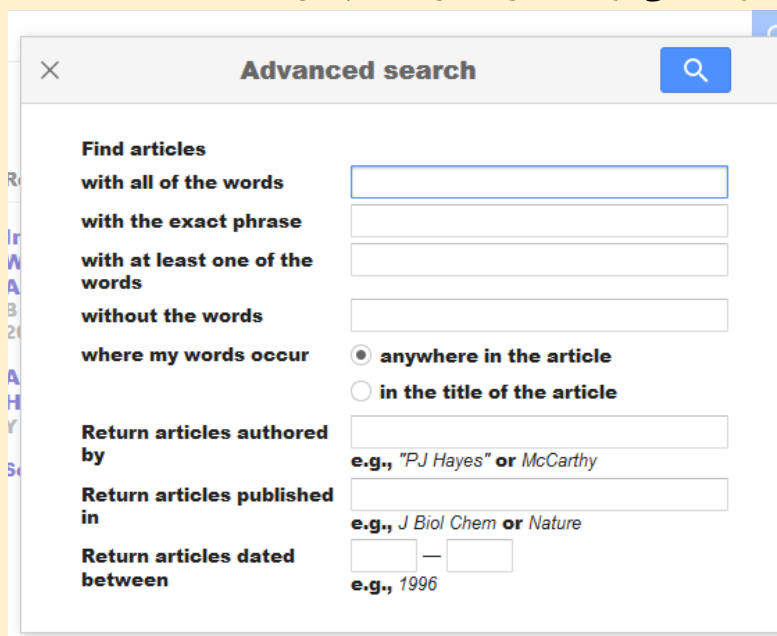 Advanced search
Find articles
with all of the words
with the exact phrase
with at least one of the
words
without the words
where my words occur
anywhere in the article
in the title of the article
Return articles authored
by
e.g., "PJ Hayes" or McCarthy
Return articles published
in
e.g., J Biol Chem or Nature
Return articles dated
between
—
e.g., 1996